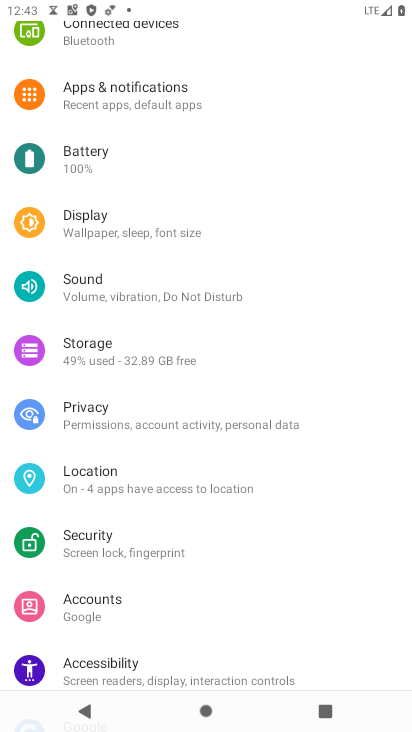 12:43
LTE
Connected devices
Bluetooth
Apps & notifications
Recent apps, default apps
Battery
100%
Display
Wallpaper, sleep, font size
Sound
Volume, vibration, Do Not Disturb
Storage
49% used - 32.89 GB free
Privacy
Permissions, account activity, personal data
Location
On - 4 apps have access to location
Security
Screen lock, fingerprint
Accounts
Google
Accessibility
Screen readers, display, interaction controls
Google